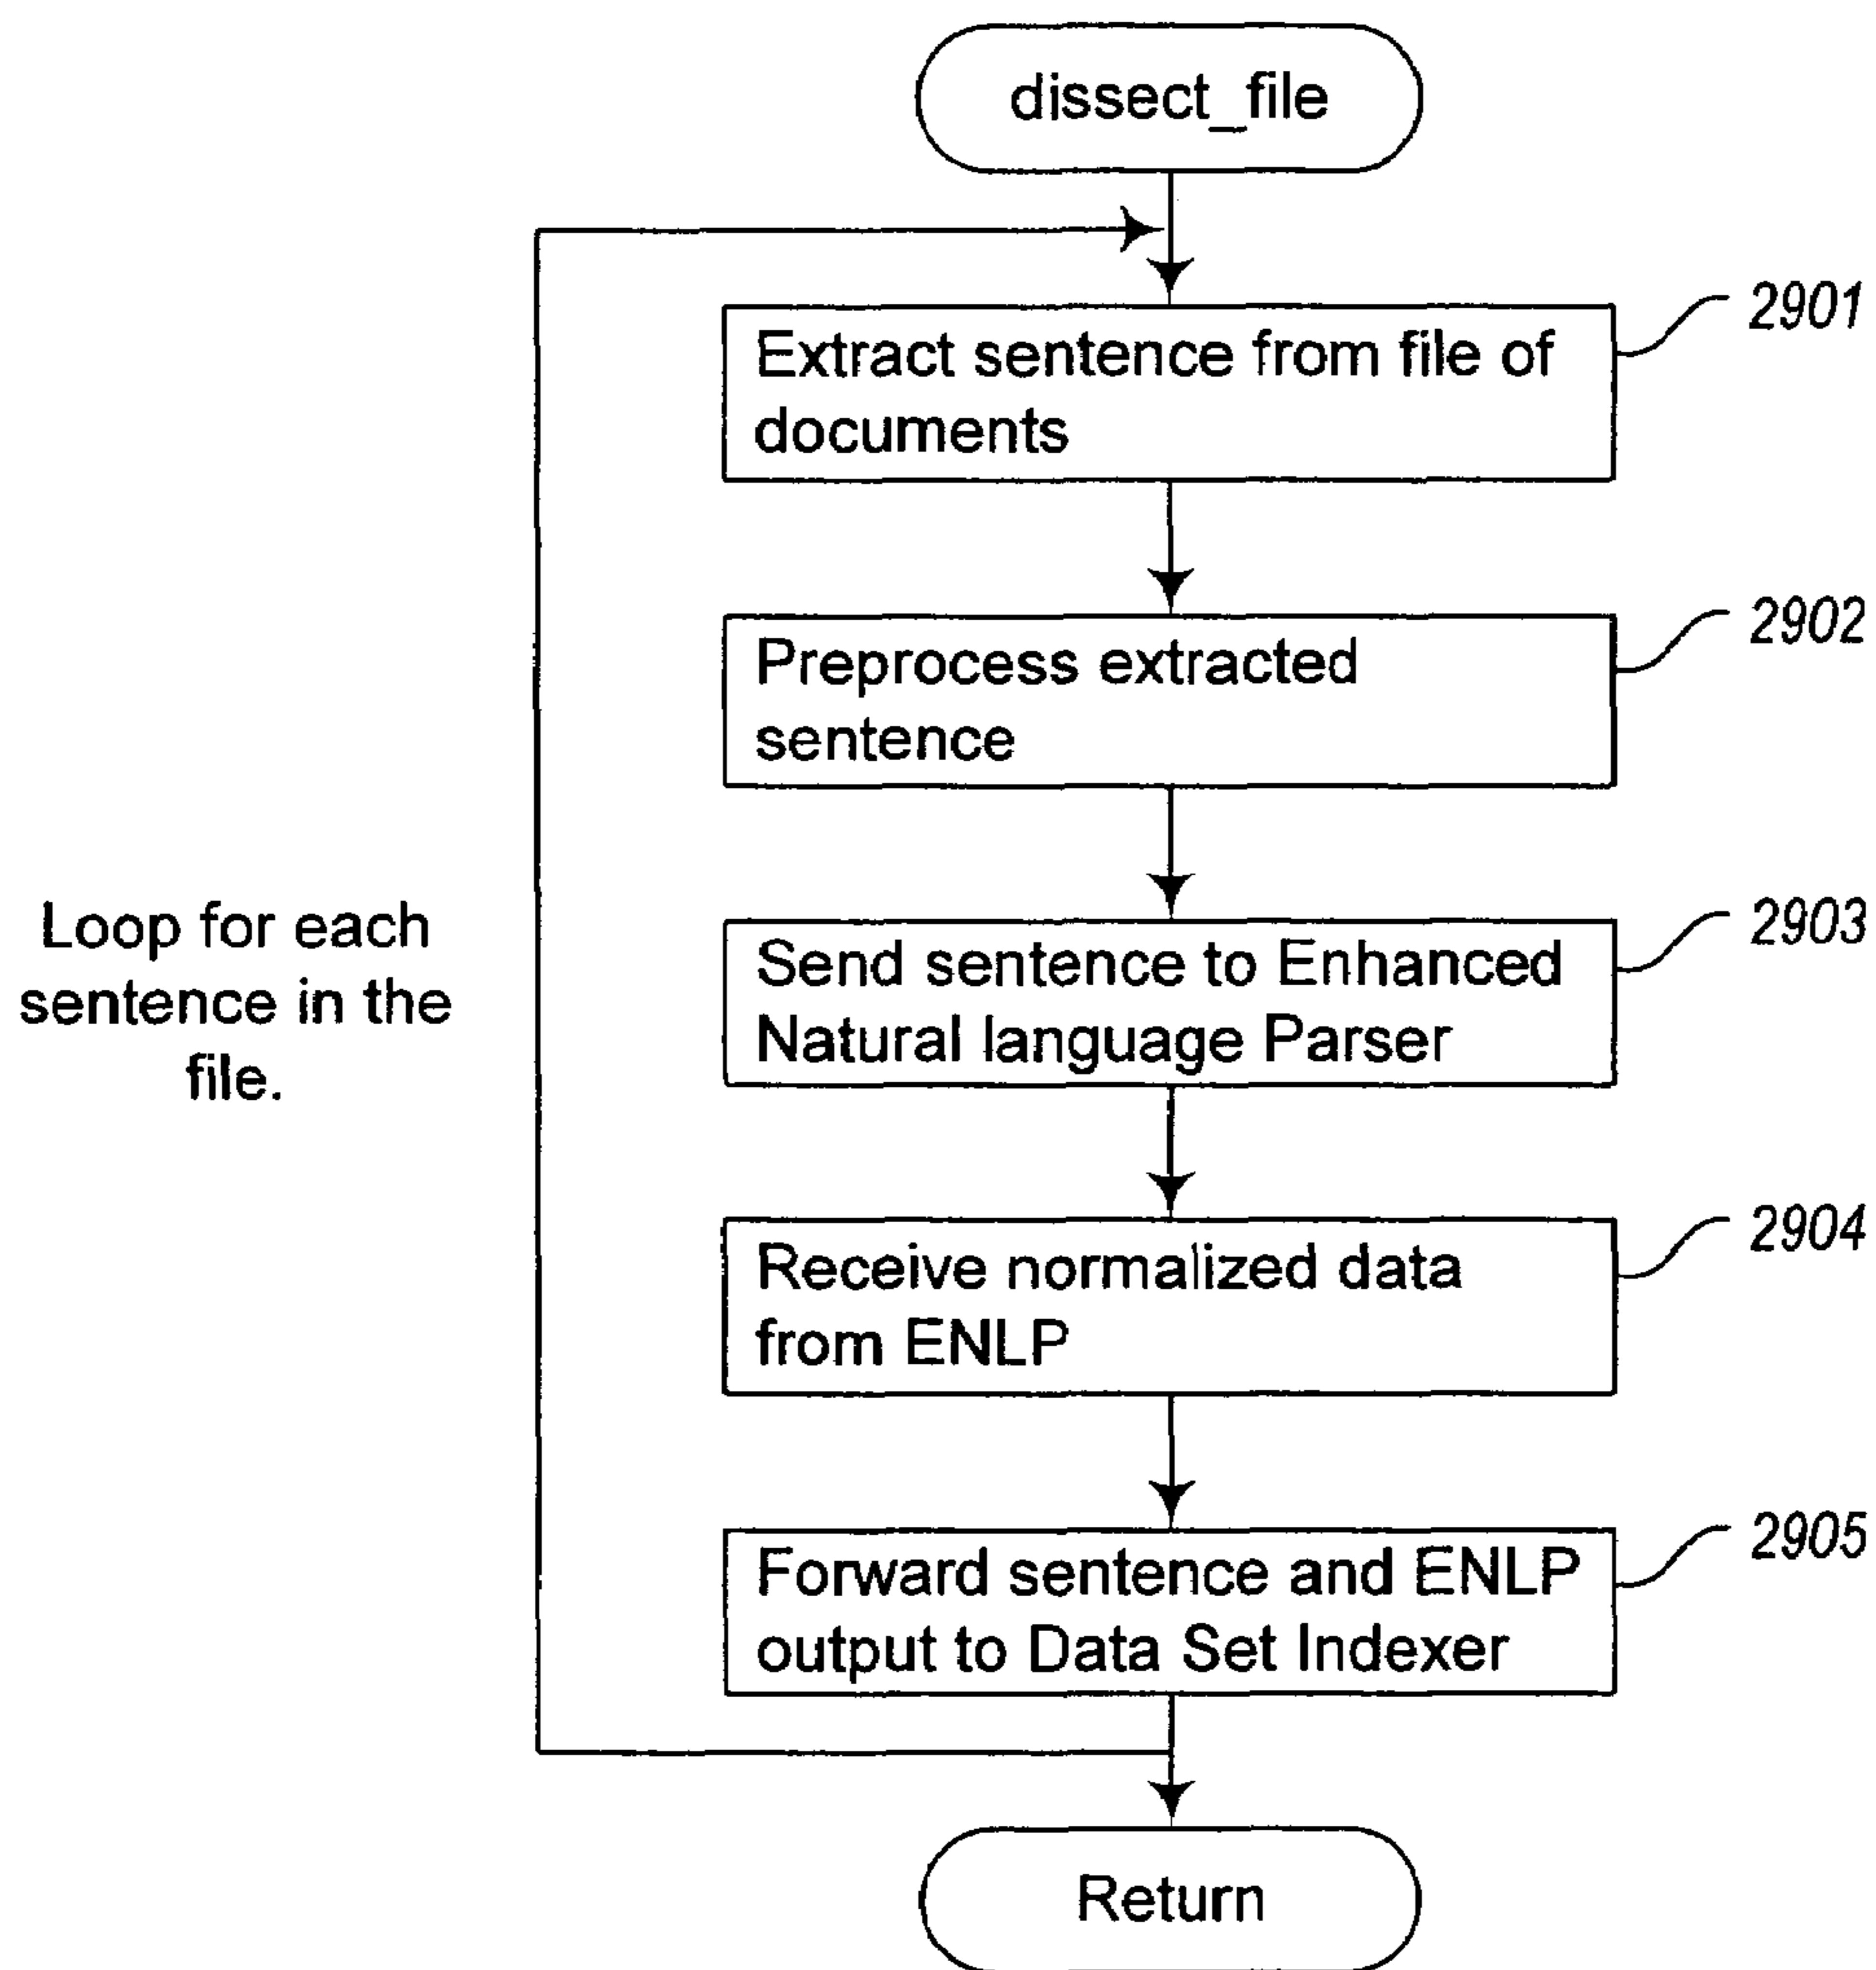 dissect_file
Extract sentence from file of
documents
2901
Preprocess extracted
sentence
2902
Send sentence to Enhanced
Natural language Parser
2903
Loop for each
sentence in the
file.
Receive normalized data
from ENLP
2904
Forward sentence and ENLP
output to Data Set Indexer
2905
Return